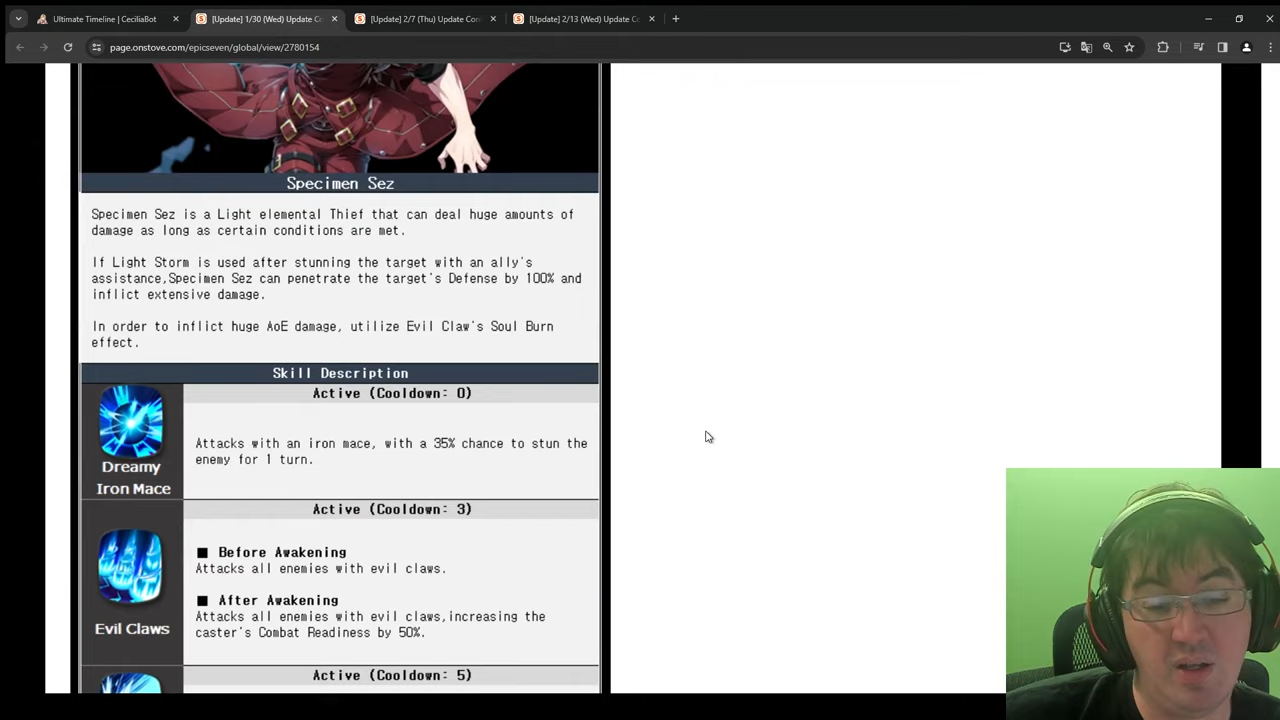 Ultimate Timeline | CeciliaBot
[Update] 1/30 (Wed) Update Co
[Update] 2/7 (Thu) Update Con
[Update] 2/13 (Wed) Update Co
page.onstove.com/epicseven/global/view/2780154
Specimen Sez
Specimen Sez is a Light elemental Thief that can deal huge amounts of
damage as long as certain conditions are met.
If Light Storm is used after stunning the target with an ally's
assistance,Specimen Sez can penetrate the target's Defense by 100% and
inflict extensive damage.
In order to inflict huge AoE damage, utilize Evil Claw's Soul Burn
effect.
Skill Description
Active (Cooldown: 0)
Attacks with an iron mace, with a 35% chance to stun the
enemy for 1 turn.
Dreamy
Iron Mace
Active (Cooldown: 3)
■ Before Awakening
Attacks all enemies with evil claws.
■ After Awakening
Attacks all enemies with evil claws,increasing the
caster's Combat Readiness by 50%.
Evil Claws
Active (Cooldown: 5)